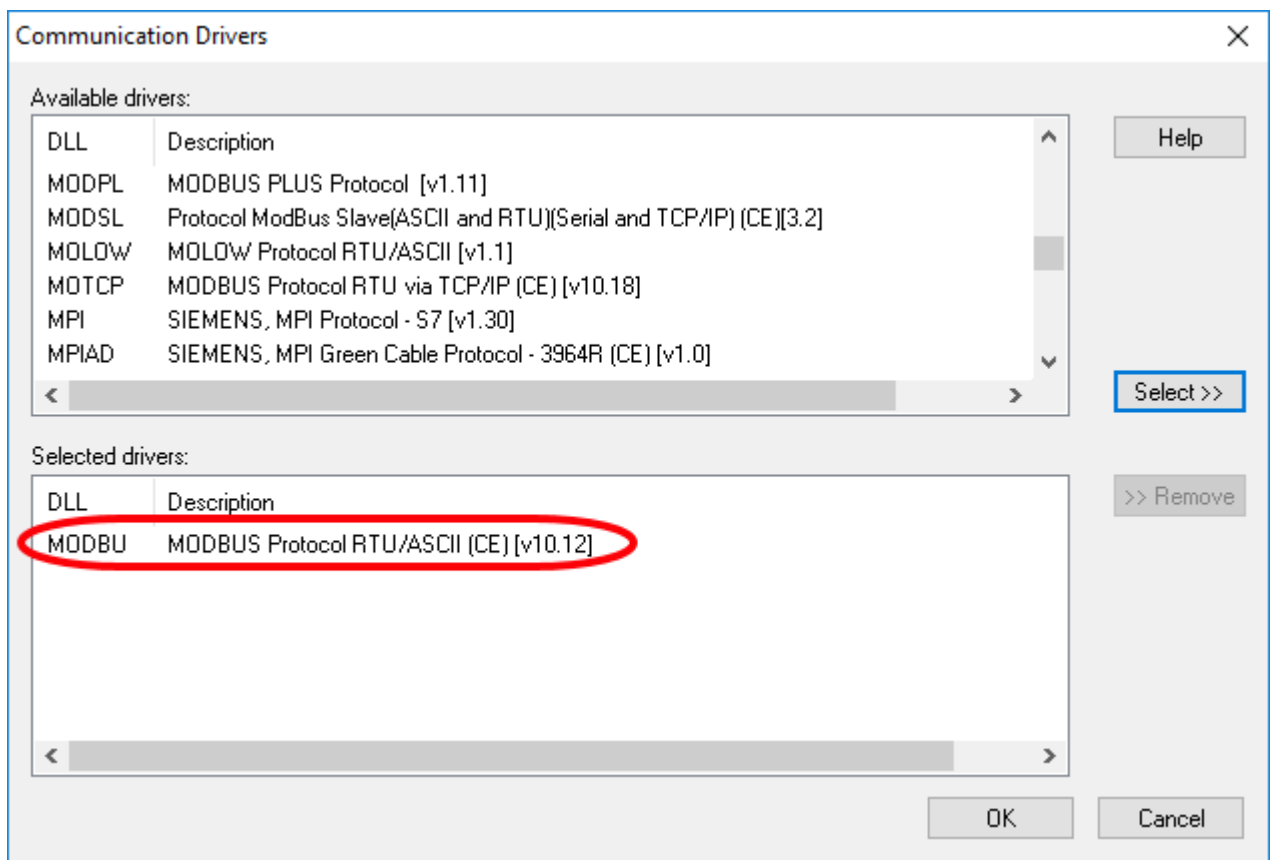 Communication Drivers
Available drivers:
DLL Description
Help
MODPL MODBUS PLUS Protocol [v1.11]
MODSL Protocol ModBus Slave(ASCII and RTU)(Serial and TCP/IP) (CE)[3.2]
MOLOW MOLOW Protocol RTU/ASCII [v1.1]
MOTCP MODBUS Protocol RTU via TCP/IP (CE) [v10.18]
MPI SIEMENS, MPI Protocol - S7 [v1.30]
MPIAD SIEMENS, MPI Green Cable Protocol - 3964R (CE) [v1.0]
Select >>
Selected drivers:
DLL Description
>> Remove
MODBU MODBUS Protocol RTU/ASCII (CE) [v10.12]
OK Cancel